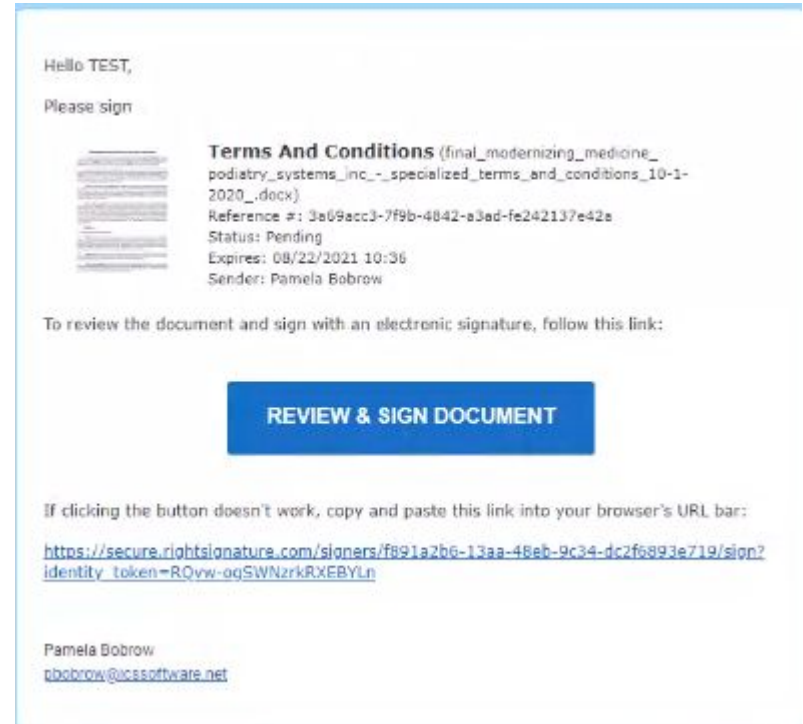 Hello TEST,
Please sign
Terms And Conditions (final_modernizing_medicine_
podiatry_systems_inc_-_specialized_terms_and_conditions_10-1-
2020_.docx)
Reference #: 3a69acc3-7f9b-4842-a3ad-fe242137e42a
Status: Pending
Expires: 08/22/2021 10:36
Sender: Pamela Bobrow
To review the document and sign with an electronic signature, follow this link:
REVIEW & SIGN DOCUMENT
If clicking the button doesn't work, copy and paste this link into your browser's URL bar:
https://secure.rightsignature.com/signers/f891a2b6-13aa-48eb-9c34-dc2f6893e719/sign?
identity_token=RQvw-ogSWNzrkRXEBYLn
Pamela Bobrow
pbobrow@icssoftware.net